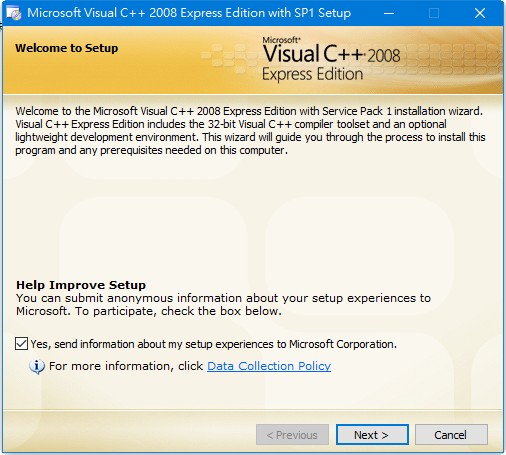 Microsoft Visual C++ 2008 Express Edition with SP1 Setup
Welcome to Setup
Microsoft®
Visual C++ 2008
Express Edition
Welcome to the Microsoft Visual C++ 2008 Express Edition with Service Pack 1 installation wizard.
Visual C++ Express Edition includes the 32-bit Visual C++ compiler toolset and an optional
lightweight development environment. This wizard will guide you through the process to install this
program and any prerequisites needed on this computer.
Help Improve Setup
You can submit anonymous information about your setup experiences to
Microsoft. To participate, check the box below.
Yes, send information about my setup experiences to Microsoft Corporation.
For more information, click Data Collection Policy
< Previous
Next >
Cancel